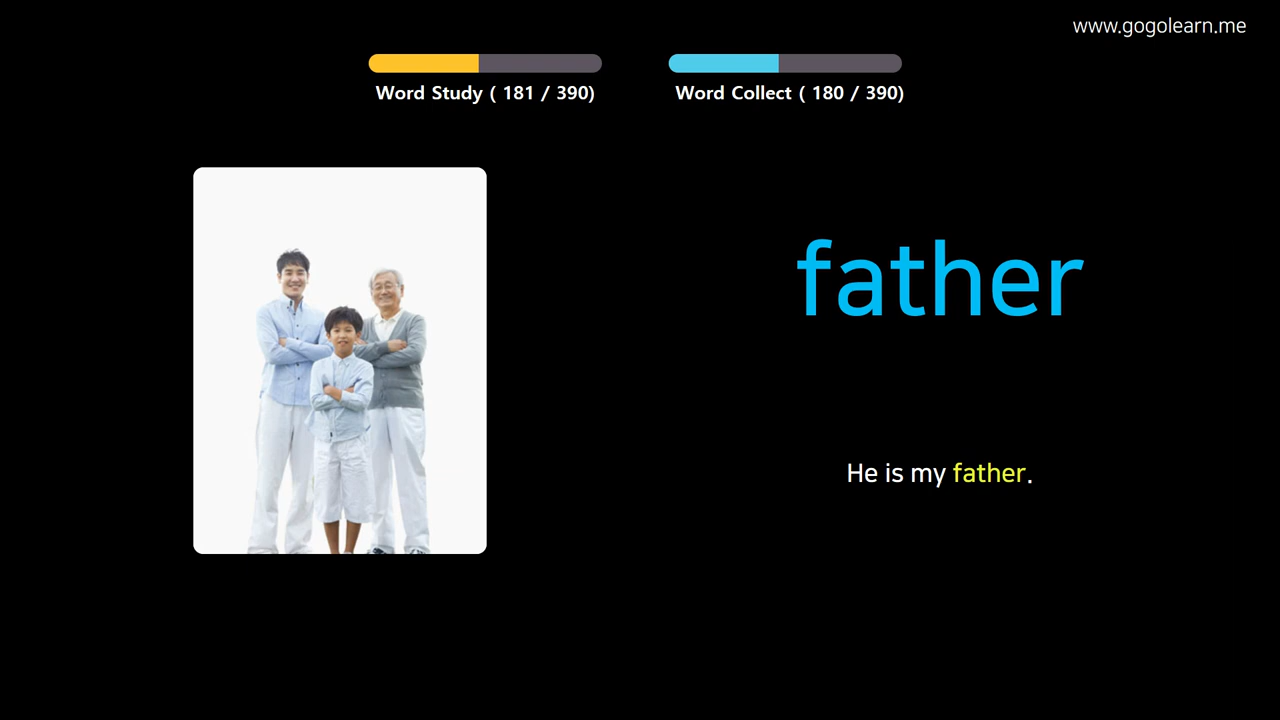 www.gogolearn.me
Word Study ( 181 / 390)
Word Collect ( 180 / 390)
father
He is my father.